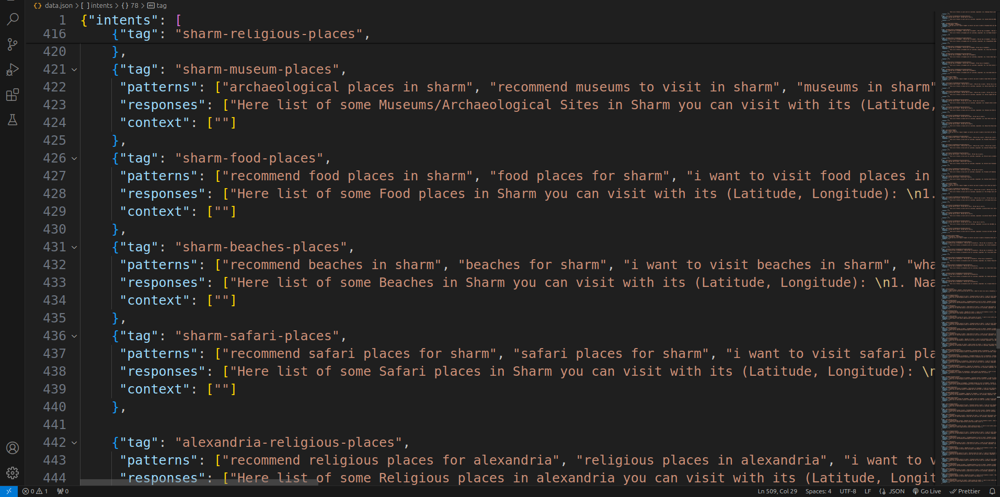 data.json > [ ] intents > {} 78 > abc tag
1 {"intents": [
416 {"tag": "sharm-religious-places",
420 },
421 {"tag": "sharm-museum-places",
422 "patterns": ["archaeological places in sharm", "recommend museums to visit in sharm", "museums in sharm"
423 "responses": ["Here list of some Museums/Archaeological Sites in Sharm you can visit with its (Latitude,
424 "context": [""]
425 },
426 {"tag": "sharm-food-places",
427 "patterns": ["recommend food places in sharm", "food places for sharm", "i want to visit food places in
428 "responses": ["Here list of some Food places in Sharm you can visit with its (Latitude, Longitude): \n1.
429 "context": [""]
430 },
431 {"tag": "sharm-beaches-places",
432 "patterns": ["recommend beaches in sharm", "beaches for sharm", "i want to visit beaches in sharm", "wha
433 "responses": ["Here list of some Beaches in Sharm you can visit with its (Latitude, Longitude): \n1. Naa
434 "context": [""]
435 },
436 {"tag": "sharm-safari-places",
437 "patterns": ["recommend safari places for sharm", "safari places for sharm", "i want to visit safari pla
438 "responses": ["Here list of some Safari places in Sharm you can visit with its (Latitude, Longitude): \n
439 "context": [""]
440 },
441
442 {"tag": "alexandria-religious-places",
443 "patterns": ["recommend religious places for alexandria", "religious places in alexandria", "i want to v
444 "responses": ["Here list of some Religious places in alexandria you can visit with its (Latitude, Longit
0 1 0 Ln 509, Col 29 Spaces: 4 UTF-8 LF {} JSON Go Live Prettier